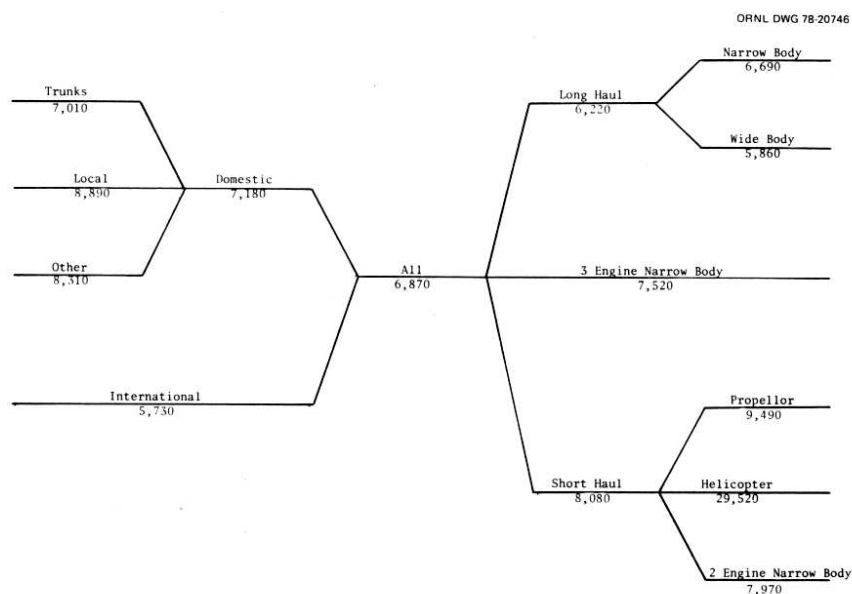 ORNL DWG 78-20746
Narrow Body
6,690
Trunks
7,010
Long Haul
6,220
Wide Body
5,860
Local
8,890
Domestic
7,180
Other
8,310
All
6,870
3 Engine Narrow Body
7,520
International
5,730
Propellor
9,490
Short Haul
8,080
Helicopter
29,520
2 Engine Narrow Body
7,970